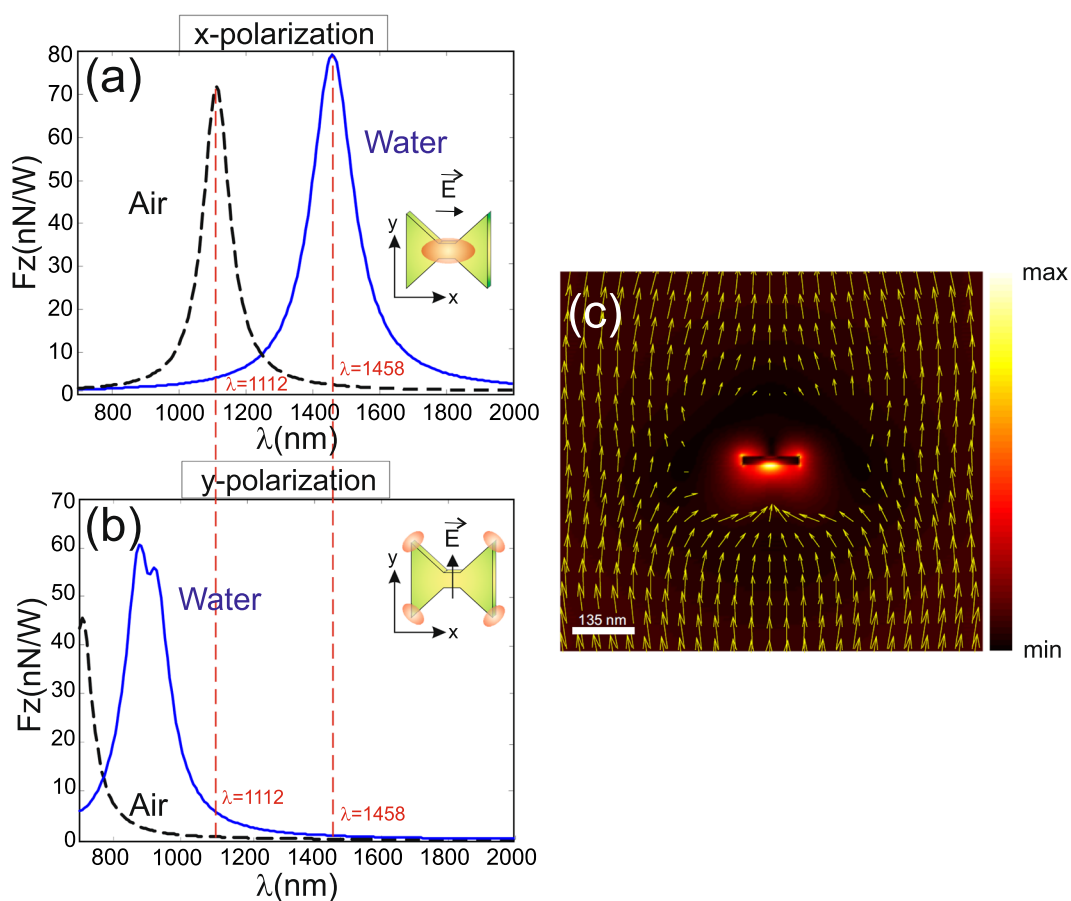 x-polarization
(a)
80
70
60
50
40
30
20
10
0
Fz(nN/W)
Air
Water
E
y
x
λ=1112
λ=1458
800 1000 1200 1400 1600 1800 2000
λ(nm)
y-polarization
(b)
70
60
50
40
30
20
10
0
Fz(nN/W)
Water
Air
E
y
x
λ=1112
λ=1458
800 1000 1200 1400 1600 1800 2000
λ(nm)
(c)
135 nm
max
min